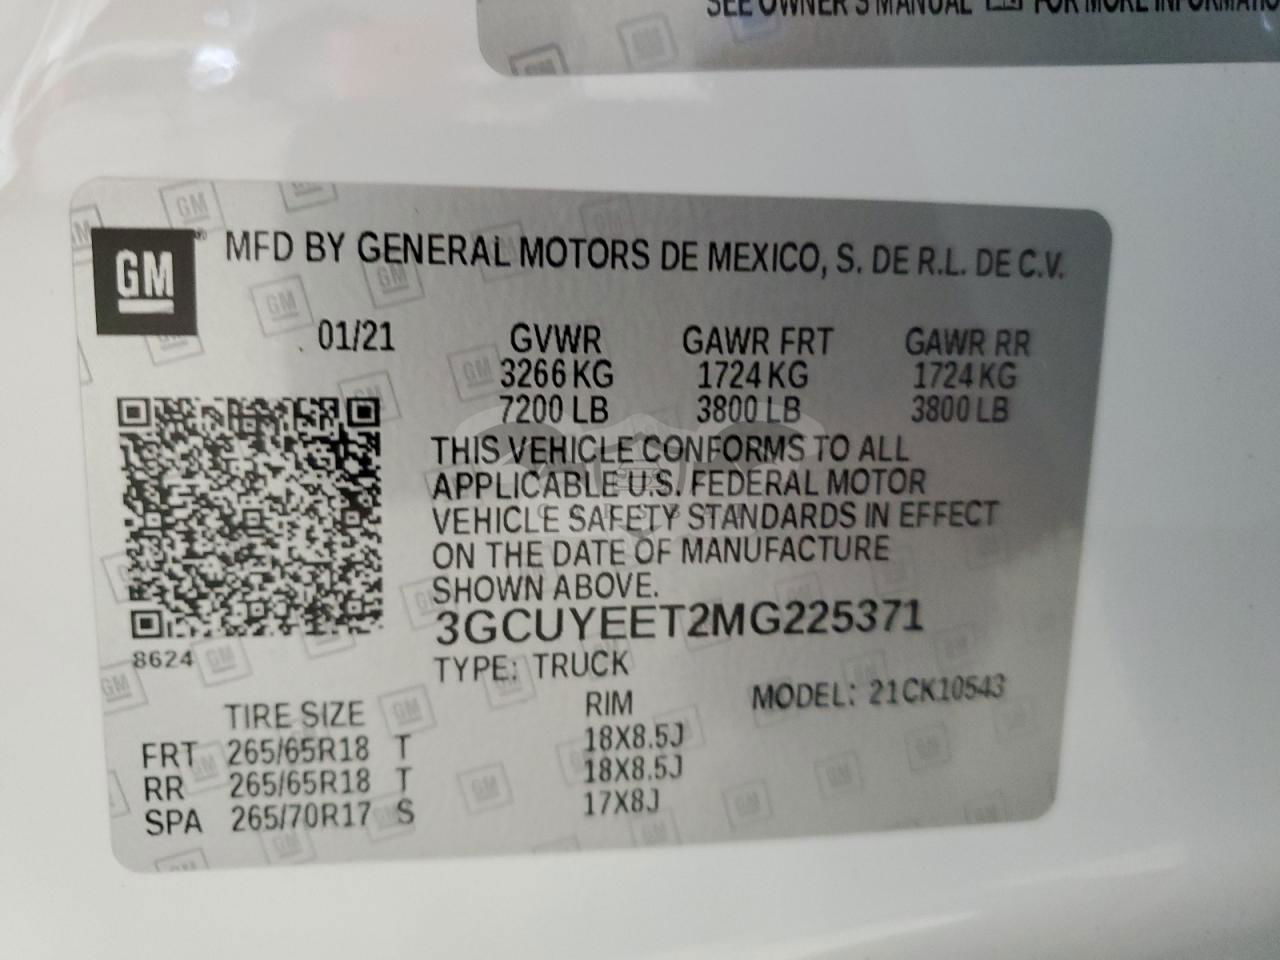 SEE OWNER'S MANUAL FOR MORE INFORMATIO
GM
MFD BY GENERAL MOTORS DE MEXICO, S. DE R.L. DE C.V.
01/21 GVWR GAWR FRT GAWR RR
3266 KG 1724 KG 1724 KG
7200 LB 3800 LB 3800 LB
THIS VEHICLE CONFORMS TO ALL
APPLICABLE U.S. FEDERAL MOTOR
VEHICLE SAFETY STANDARDS IN EFFECT
ON THE DATE OF MANUFACTURE
SHOWN ABOVE.
3GCUYEET2MG225371
8624
TYPE: TRUCK
MODEL: 21CK10543
TIRE SIZE RIM
FRT 265/65R18 T 18X8.5J
RR 265/65R18 T 18X8.5J
SPA 265/70R17 S 17X8J